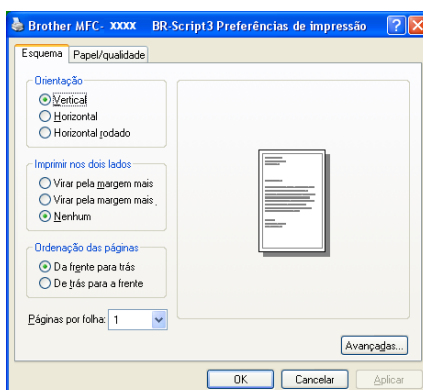 Brother MFC- XXXX BR-Script3 Preferências de impressão
Esquema Papel/qualidade
Orientação
Vertical
Horizontal
Horizontal rodado
Imprimir nos dois lados
Virar pela margem mais
Virar pela margem mais
Nenhum
Ordenação das páginas
Da frente para trás
De trás para a frente
Páginas por folha: 1
Avançadas...
OK Cancelar Aplicar